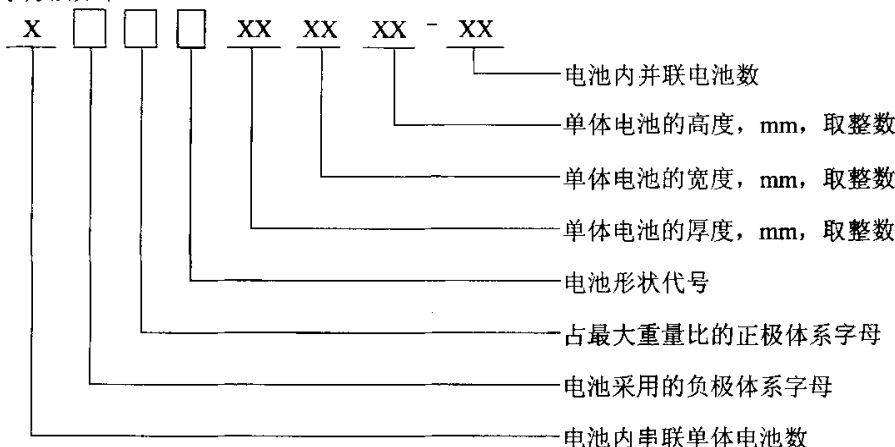 X □ □ □ XX XX XX - XX
电池内并联电池数
单体电池的高度，mm，取整数
单体电池的宽度，mm，取整数
单体电池的厚度，mm，取整数
电池形状代号
占最大重量比的正极体系字母
电池采用的负极体系字母
电池内串联单体电池数